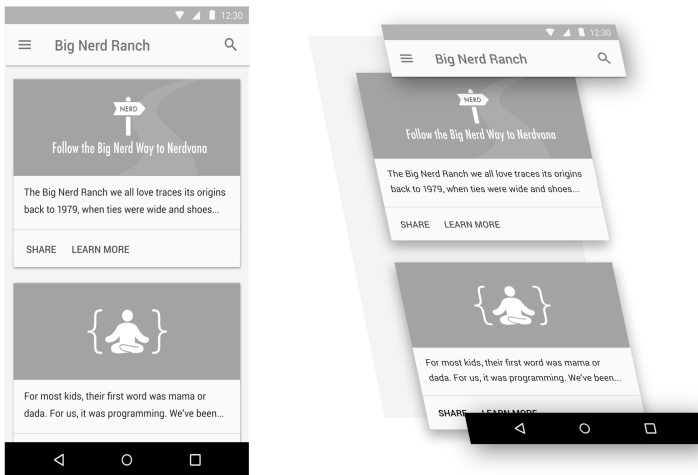 12:30
Big Nerd Ranch
NERD
Follow the Big Nerd Way to Nerdvana
The Big Nerd Ranch we all love traces its origins
back to 1979, when ties were wide and shoes...
SHARE LEARN MORE
{ }
For most kids, their first word was mama or
dada. For us, it was programming. We've been...
12:30
Big Nerd Ranch
NERD
Follow the Big Nerd Way to Nerdvana
The Big Nerd Ranch we all love traces its origins
back to 1979, when ties were wide and shoes...
SHARE LEARN MORE
{ }
For most kids, their first word was mama or
dada. For us, it was programming. We've been...
SHARE LEARN MORE